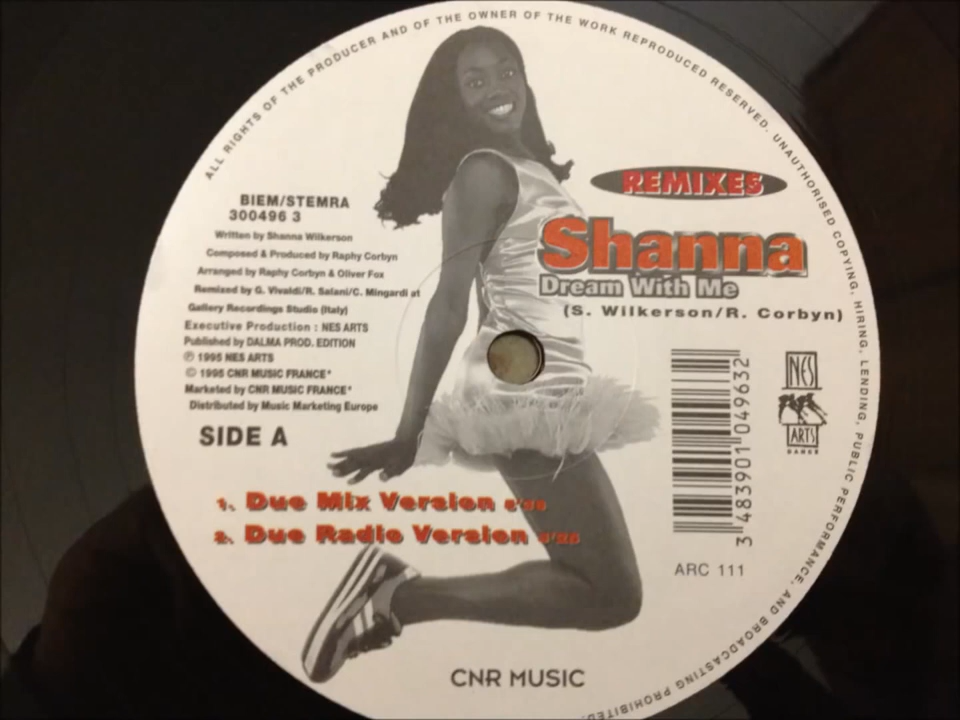 ALL RIGHTS OF THE PRODUCER AND OF THE OWNER OF THE WORK REPRODUCED RESERVED. UNAUTHORISED COPYING, HIRING, LENDING, PUBLIC PERFORMANCE, AND BROADCASTING PROHIBITED.
BIEM/STEMRA
300496 3
Written by Shanna Wilkerson
Composed & Produced by Raphy Corbyn
Arranged by Raphy Corbyn & Oliver Fox
Remixed by G. Vivaldi/R. Salani/C. Mingardi at
Gallery Recordings Studio (Italy)
Executive Production : NES ARTS
Published by DALMA PROD. EDITION
℗ 1995 NES ARTS
© 1995 CNR MUSIC FRANCE*
Marketed by CNR MUSIC FRANCE*
Distributed by Music Marketing Europe
SIDE A
REMIXES
Shanna
Dream With Me
(S. Wilkerson/R. Corbyn)
3 483901 049632
NES
ARTS
DANCE
1. Due Mix Version
2. Due Radio Version
ARC 111
CNR MUSIC